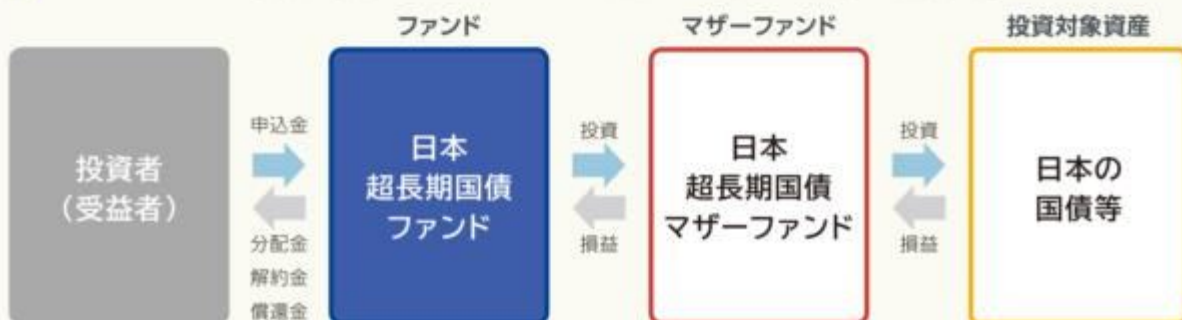 ファンド
マザーファンド
投資対象資産
投資者
（受益者）
申込金
分配金
解約金
償還金
日本
超長期国債
ファンド
投資
損益
日本
超長期国債
マザーファンド
投資
損益
日本の
国債等